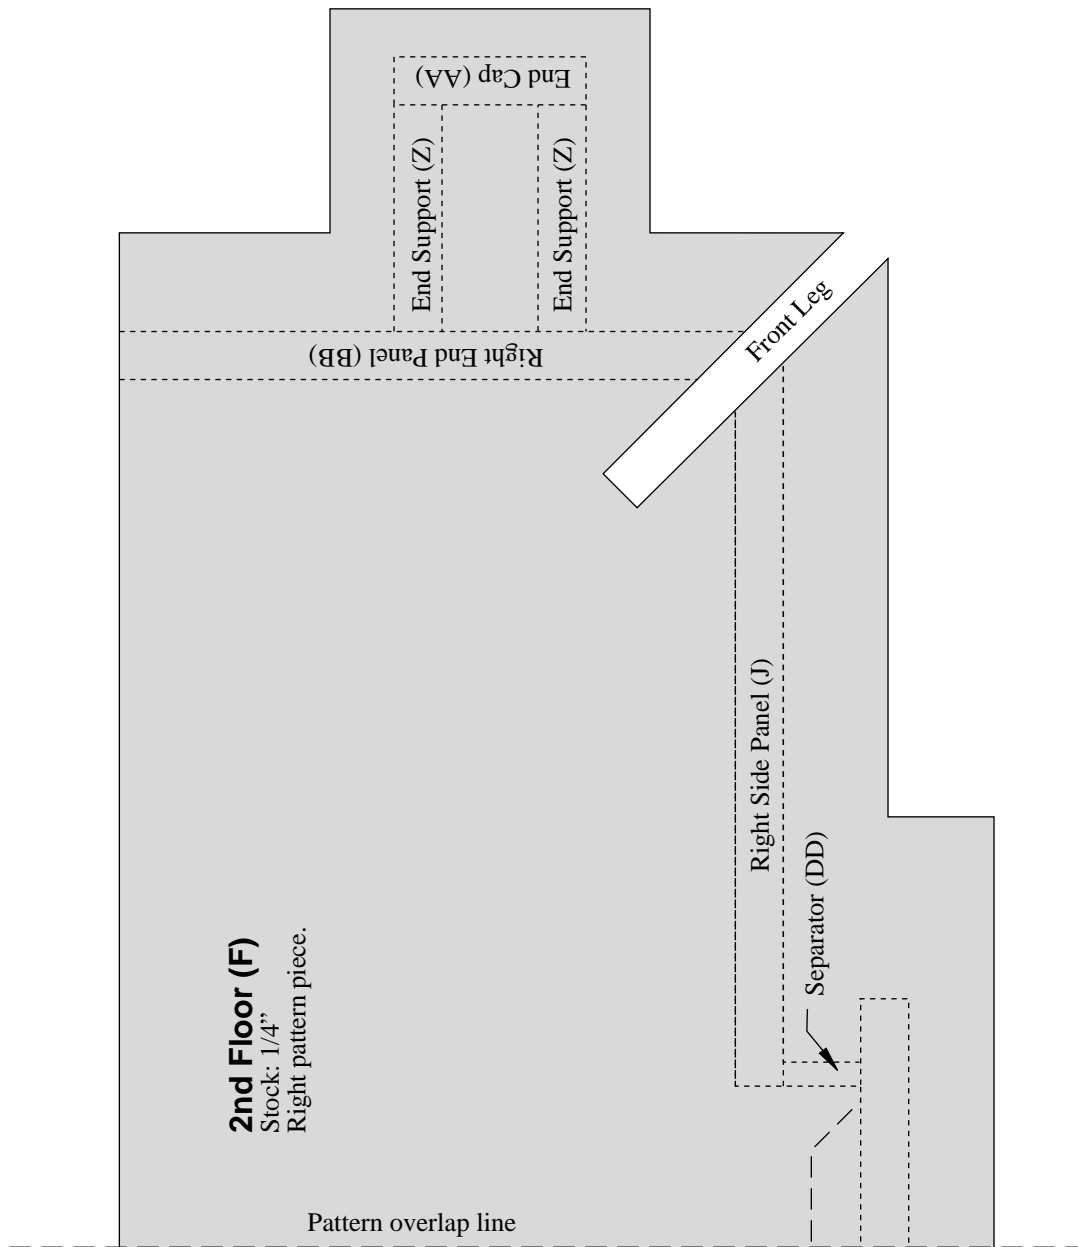 End Cap (AA)
End Support (Z)
End Support (Z)
Right End Panel (BB)
Front Leg
Right Side Panel (J)
Separator (DD)
2nd Floor (F)
Stock: 1/4”
Right pattern piece.
Pattern overlap line